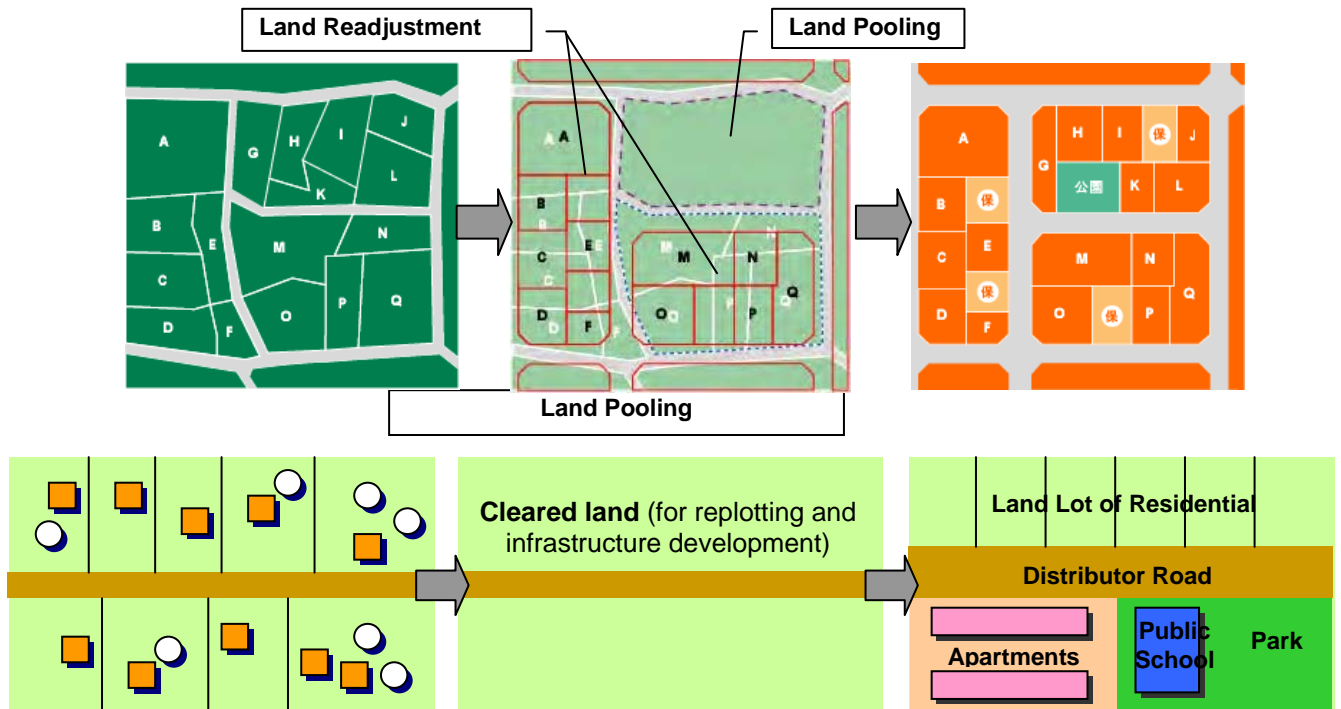 Land Readjustment
Land Pooling
A
G
H
I
J
K
L
B
E
C
M
N
D
F
O
P
Q
A A
B
B
C
C
D
D
E E
F F
M M
N
N
O O
P
P
Q
Q
A
B
C
D
保
E
保
F
G
H
I
保
J
公園
K
L
M
N
O
保
P
Q
Land Pooling
Cleared land (for replotting and
infrastructure development)
Land Lot of Residential
Distributor Road
Apartments
Public
School
Park